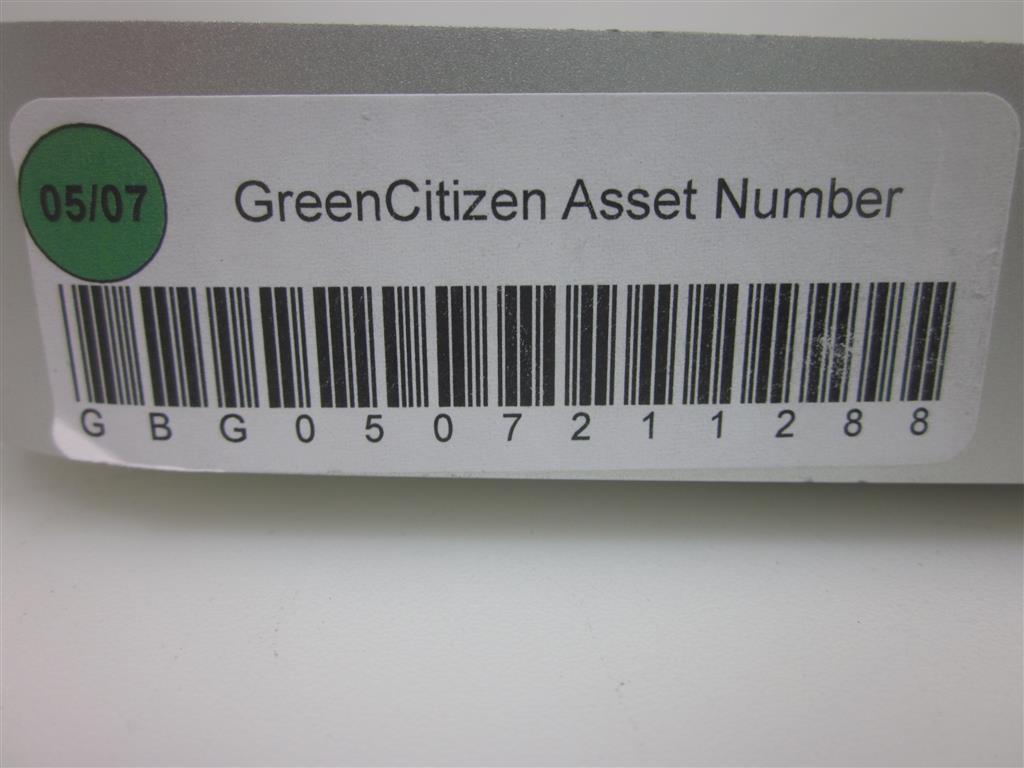 05/07
GreenCitizen Asset Number
G B G 0 5 0 7 2 1 1 2 8 8